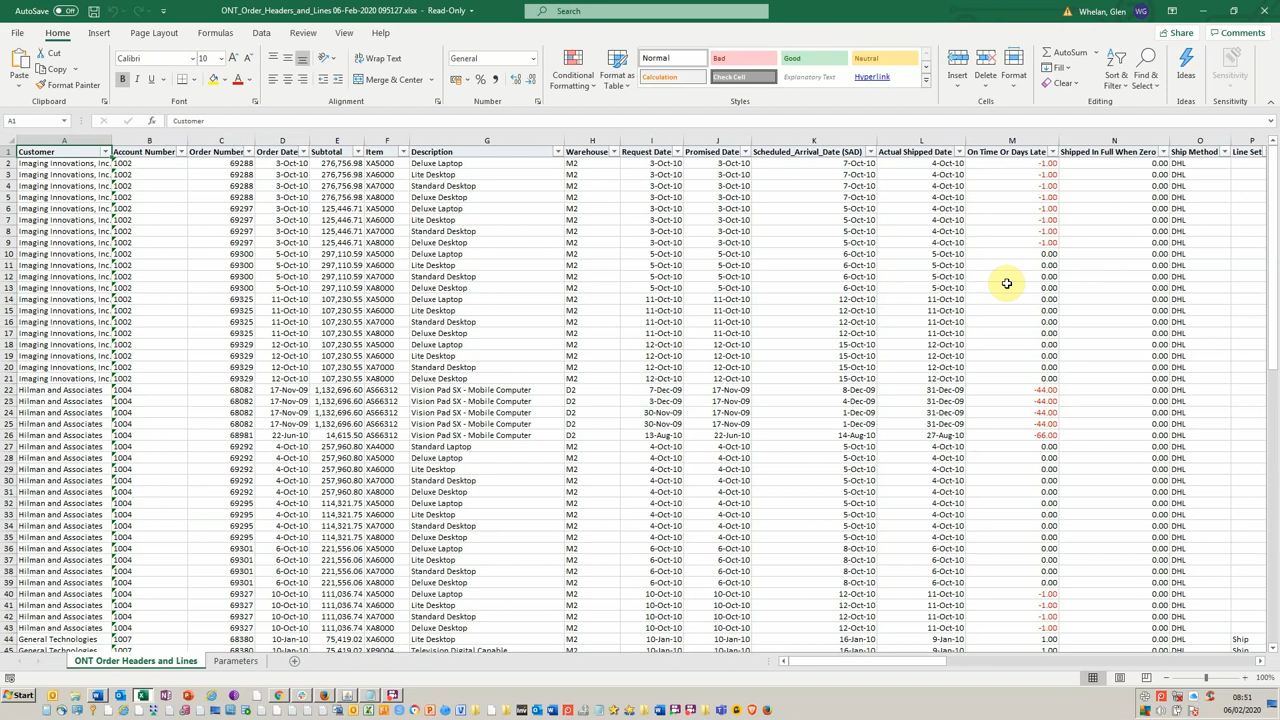 AutoSave Off ONT_Order_Headers_and_Lines 06-Feb-2020 095127.xlsx - Read-Only Search Whelan, Glen
File Home Insert Page Layout Formulas Data Review View Help Share Comments
Paste Cut Copy Format Painter Clipboard
Calibri 10 B I U Font
Wrap Text Merge & Center Alignment
General Number
Conditional Formatting Format as Table
Normal Bad Good Neutral
Calculation Check Cell Explanatory Text Hyperlink
Styles
Insert Delete Format Cells
AutoSum Fill Clear Sort & Filter Find & Select Editing
Ideas Ideas Sensitivity Sensitivity
A1 Customer
A B C D E F G H I J K L M N O P
1 Customer Account Number Order Number Order Date Subtotal Item Description Warehouse Request Date Promised Date Scheduled_Arrival_Date (SAD) Actual Shipped Date On Time Or Days Late Shipped In Full When Zero Ship Method Line Set
2 Imaging Innovations, Inc. 1002 69288 3-Oct-10 276,756.98 XA5000 Deluxe Laptop M2 3-Oct-10 3-Oct-10 7-Oct-10 4-Oct-10 -1.00 0.00 DHL
3 Imaging Innovations, Inc. 1002 69288 3-Oct-10 276,756.98 XA6000 Lite Desktop M2 3-Oct-10 3-Oct-10 7-Oct-10 4-Oct-10 -1.00 0.00 DHL
4 Imaging Innovations, Inc. 1002 69288 3-Oct-10 276,756.98 XA7000 Standard Desktop M2 3-Oct-10 3-Oct-10 7-Oct-10 4-Oct-10 -1.00 0.00 DHL
5 Imaging Innovations, Inc. 1002 69288 3-Oct-10 276,756.98 XA8000 Deluxe Desktop M2 3-Oct-10 3-Oct-10 7-Oct-10 4-Oct-10 -1.00 0.00 DHL
6 Imaging Innovations, Inc. 1002 69297 3-Oct-10 125,446.71 XA5000 Deluxe Laptop M2 3-Oct-10 3-Oct-10 5-Oct-10 4-Oct-10 -1.00 0.00 DHL
7 Imaging Innovations, Inc. 1002 69297 3-Oct-10 125,446.71 XA6000 Lite Desktop M2 3-Oct-10 3-Oct-10 5-Oct-10 4-Oct-10 -1.00 0.00 DHL
8 Imaging Innovations, Inc. 1002 69297 3-Oct-10 125,446.71 XA7000 Standard Desktop M2 3-Oct-10 3-Oct-10 5-Oct-10 4-Oct-10 -1.00 0.00 DHL
9 Imaging Innovations, Inc. 1002 69297 3-Oct-10 125,446.71 XA8000 Deluxe Desktop M2 3-Oct-10 3-Oct-10 5-Oct-10 4-Oct-10 -1.00 0.00 DHL
10 Imaging Innovations, Inc. 1002 69300 5-Oct-10 297,110.59 XA5000 Deluxe Laptop M2 5-Oct-10 5-Oct-10 6-Oct-10 5-Oct-10 0.00 0.00 DHL
11 Imaging Innovations, Inc. 1002 69300 5-Oct-10 297,110.59 XA6000 Lite Desktop M2 5-Oct-10 5-Oct-10 6-Oct-10 5-Oct-10 0.00 0.00 DHL
12 Imaging Innovations, Inc. 1002 69300 5-Oct-10 297,110.59 XA7000 Standard Desktop M2 5-Oct-10 5-Oct-10 6-Oct-10 5-Oct-10 0.00 0.00 DHL
13 Imaging Innovations, Inc. 1002 69300 5-Oct-10 297,110.59 XA8000 Deluxe Desktop M2 5-Oct-10 5-Oct-10 6-Oct-10 5-Oct-10 0.00 0.00 DHL
14 Imaging Innovations, Inc. 1002 69325 11-Oct-10 107,230.55 XA5000 Deluxe Laptop M2 11-Oct-10 11-Oct-10 12-Oct-10 11-Oct-10 0.00 0.00 DHL
15 Imaging Innovations, Inc. 1002 69325 11-Oct-10 107,230.55 XA6000 Lite Desktop M2 11-Oct-10 11-Oct-10 12-Oct-10 11-Oct-10 0.00 0.00 DHL
16 Imaging Innovations, Inc. 1002 69325 11-Oct-10 107,230.55 XA7000 Standard Desktop M2 11-Oct-10 11-Oct-10 12-Oct-10 11-Oct-10 0.00 0.00 DHL
17 Imaging Innovations, Inc. 1002 69325 11-Oct-10 107,230.55 XA8000 Deluxe Desktop M2 11-Oct-10 11-Oct-10 12-Oct-10 11-Oct-10 0.00 0.00 DHL
18 Imaging Innovations, Inc. 1002 69329 12-Oct-10 107,230.55 XA5000 Deluxe Laptop M2 12-Oct-10 12-Oct-10 15-Oct-10 12-Oct-10 0.00 0.00 DHL
19 Imaging Innovations, Inc. 1002 69329 12-Oct-10 107,230.55 XA6000 Lite Desktop M2 12-Oct-10 12-Oct-10 15-Oct-10 12-Oct-10 0.00 0.00 DHL
20 Imaging Innovations, Inc. 1002 69329 12-Oct-10 107,230.55 XA7000 Standard Desktop M2 12-Oct-10 12-Oct-10 15-Oct-10 12-Oct-10 0.00 0.00 DHL
21 Imaging Innovations, Inc. 1002 69329 12-Oct-10 107,230.55 XA8000 Deluxe Desktop M2 12-Oct-10 12-Oct-10 15-Oct-10 12-Oct-10 0.00 0.00 DHL
22 Hilman and Associates 1004 68082 17-Nov-09 1,132,696.60 AS66312 Vision Pad SX - Mobile Computer D2 7-Dec-09 17-Nov-09 8-Dec-09 31-Dec-09 -44.00 0.00 DHL
23 Hilman and Associates 1004 68082 17-Nov-09 1,132,696.60 AS66312 Vision Pad SX - Mobile Computer D2 3-Dec-09 17-Nov-09 4-Dec-09 31-Dec-09 -44.00 0.00 DHL
24 Hilman and Associates 1004 68082 17-Nov-09 1,132,696.60 AS66312 Vision Pad SX - Mobile Computer D2 30-Nov-09 17-Nov-09 1-Dec-09 31-Dec-09 -44.00 0.00 DHL
25 Hilman and Associates 1004 68082 17-Nov-09 1,132,696.60 AS66312 Vision Pad SX - Mobile Computer D2 30-Nov-09 17-Nov-09 1-Dec-09 31-Dec-09 -44.00 0.00 DHL
26 Hilman and Associates 1004 68981 22-Jun-10 14,615.50 AS66312 Vision Pad SX - Mobile Computer D2 13-Aug-10 22-Jun-10 14-Aug-10 27-Aug-10 -66.00 0.00 DHL
27 Hilman and Associates 1004 69292 4-Oct-10 257,960.80 XA4000 Standard Laptop M2 4-Oct-10 4-Oct-10 5-Oct-10 4-Oct-10 0.00 0.00 DHL
28 Hilman and Associates 1004 69292 4-Oct-10 257,960.80 XA5000 Deluxe Laptop M2 4-Oct-10 4-Oct-10 5-Oct-10 4-Oct-10 0.00 0.00 DHL
29 Hilman and Associates 1004 69292 4-Oct-10 257,960.80 XA6000 Lite Desktop M2 4-Oct-10 4-Oct-10 5-Oct-10 4-Oct-10 0.00 0.00 DHL
30 Hilman and Associates 1004 69292 4-Oct-10 257,960.80 XA7000 Standard Desktop M2 4-Oct-10 4-Oct-10 5-Oct-10 4-Oct-10 0.00 0.00 DHL
31 Hilman and Associates 1004 69292 4-Oct-10 257,960.80 XA8000 Deluxe Desktop M2 4-Oct-10 4-Oct-10 5-Oct-10 4-Oct-10 0.00 0.00 DHL
32 Hilman and Associates 1004 69295 4-Oct-10 114,321.75 XA5000 Deluxe Laptop M2 4-Oct-10 4-Oct-10 5-Oct-10 4-Oct-10 0.00 0.00 DHL
33 Hilman and Associates 1004 69295 4-Oct-10 114,321.75 XA6000 Lite Desktop M2 4-Oct-10 4-Oct-10 5-Oct-10 4-Oct-10 0.00 0.00 DHL
34 Hilman and Associates 1004 69295 4-Oct-10 114,321.75 XA7000 Standard Desktop M2 4-Oct-10 4-Oct-10 5-Oct-10 4-Oct-10 0.00 0.00 DHL
35 Hilman and Associates 1004 69295 4-Oct-10 114,321.75 XA8000 Deluxe Desktop M2 4-Oct-10 4-Oct-10 5-Oct-10 4-Oct-10 0.00 0.00 DHL
36 Hilman and Associates 1004 69301 6-Oct-10 221,556.06 XA5000 Deluxe Laptop M2 6-Oct-10 6-Oct-10 8-Oct-10 6-Oct-10 0.00 0.00 DHL
37 Hilman and Associates 1004 69301 6-Oct-10 221,556.06 XA6000 Lite Desktop M2 6-Oct-10 6-Oct-10 8-Oct-10 6-Oct-10 0.00 0.00 DHL
38 Hilman and Associates 1004 69301 6-Oct-10 221,556.06 XA7000 Standard Desktop M2 6-Oct-10 6-Oct-10 8-Oct-10 6-Oct-10 0.00 0.00 DHL
39 Hilman and Associates 1004 69301 6-Oct-10 221,556.06 XA8000 Deluxe Desktop M2 6-Oct-10 6-Oct-10 8-Oct-10 6-Oct-10 0.00 0.00 DHL
40 Hilman and Associates 1004 69327 10-Oct-10 111,036.74 XA5000 Deluxe Laptop M2 10-Oct-10 10-Oct-10 12-Oct-10 11-Oct-10 -1.00 0.00 DHL
41 Hilman and Associates 1004 69327 10-Oct-10 111,036.74 XA6000 Lite Desktop M2 10-Oct-10 10-Oct-10 12-Oct-10 11-Oct-10 -1.00 0.00 DHL
42 Hilman and Associates 1004 69327 10-Oct-10 111,036.74 XA7000 Standard Desktop M2 10-Oct-10 10-Oct-10 12-Oct-10 11-Oct-10 -1.00 0.00 DHL
43 Hilman and Associates 1004 69327 10-Oct-10 111,036.74 XA8000 Deluxe Desktop M2 10-Oct-10 10-Oct-10 12-Oct-10 11-Oct-10 -1.00 0.00 DHL
44 General Technologies 1007 68380 10-Jan-10 75,419.02 XA6000 Lite Desktop M2 10-Jan-10 10-Jan-10 16-Jan-10 9-Jan-10 1.00 0.00 DHL Ship
45 General Technologies 1007 68380 10-Jan-10 75,419.02 XP9004 Television Digital Capable M2 10-Jan-10 10-Jan-10 16-Jan-10 9-Jan-10 1.00 0.00 DHL Ship
ONT Order Headers and Lines Parameters
100%
Start 08:51
06/02/2020